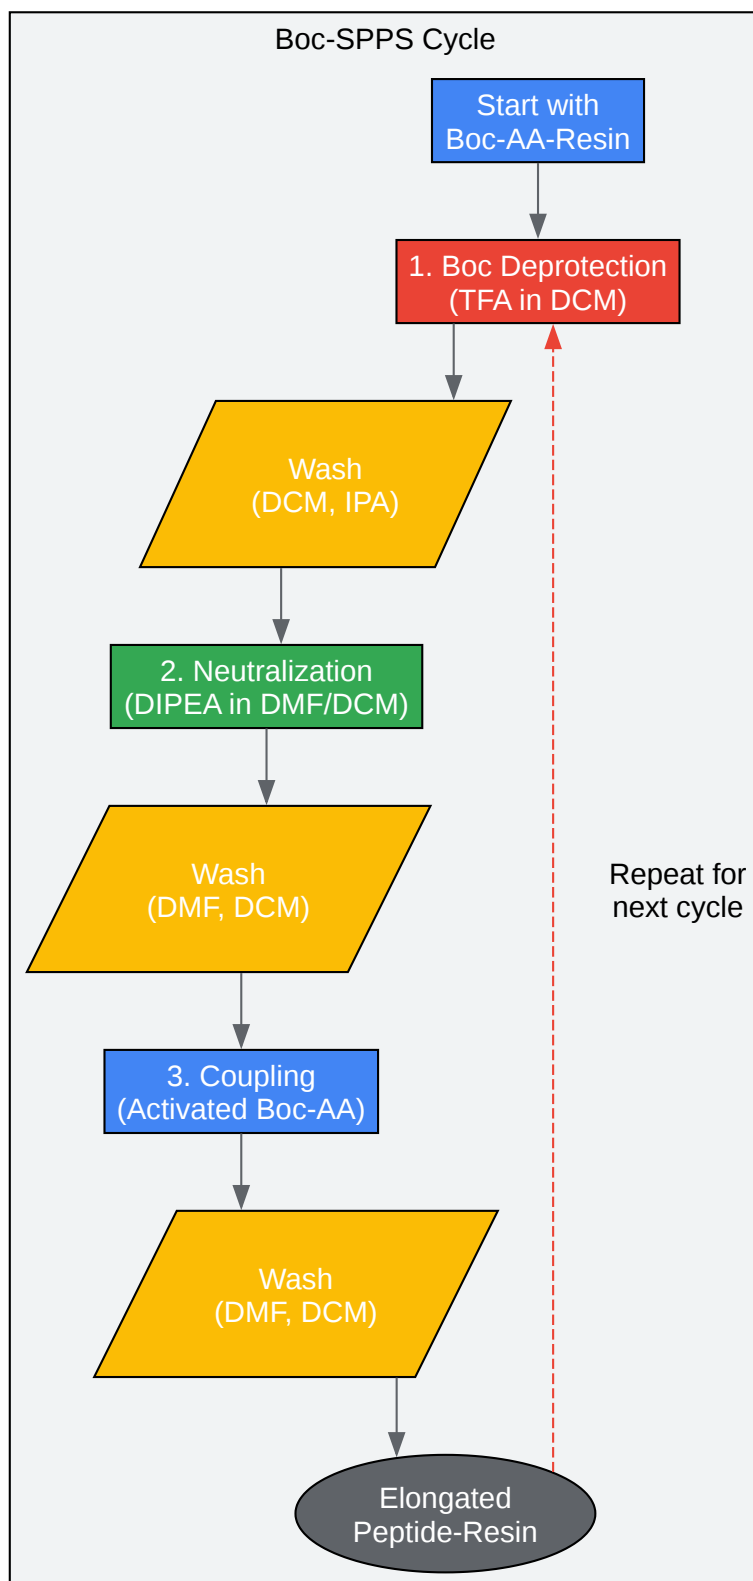 Boc-SPPS Cycle
Start with
Boc-AA-Resin
1. Boc Deprotection
(TFA in DCM)
Wash
(DCM, IPA)
2. Neutralization
(DIPEA in DMF/DCM)
Wash
(DMF, DCM)
Repeat for
next cycle
3. Coupling
(Activated Boc-AA)
Wash
(DMF, DCM)
Elongated
Peptide-Resin